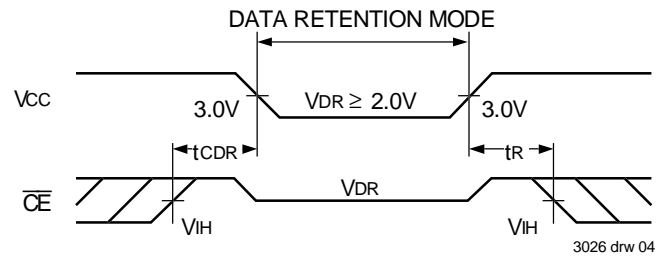 DATA RETENTION MODE
VCC
3.0V
VDR ≥ 2.0V
3.0V
tCDR
tR
CE
VDR
VIH
VIH
3026 drw 04